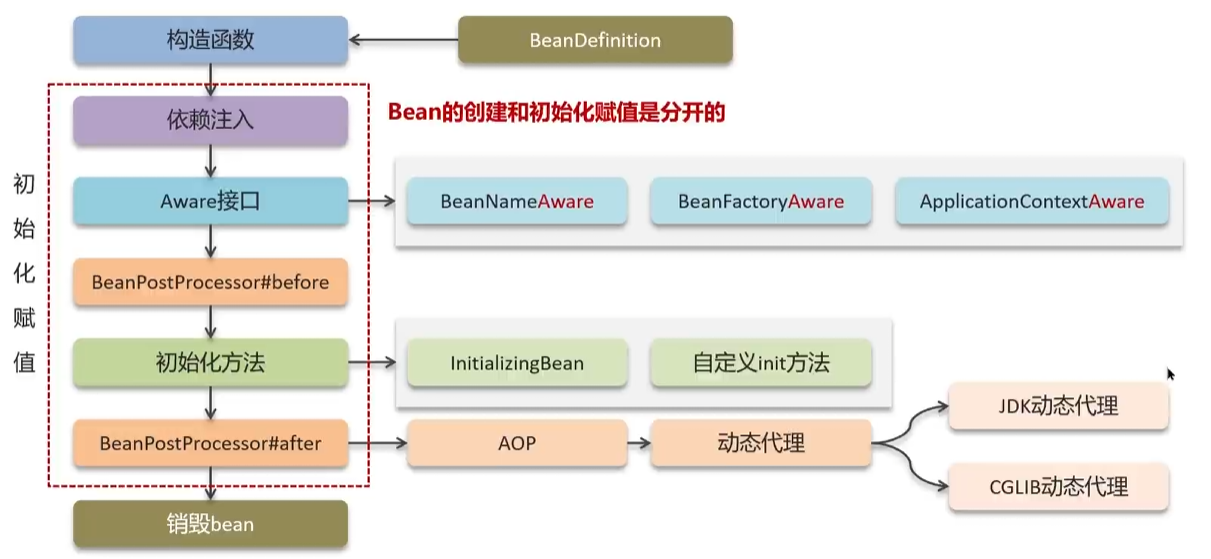 构造函数
BeanDefinition
依赖注入
Bean的创建和初始化赋值是分开的
初始化赋值
Aware接口
BeanNameAware
BeanFactoryAware
ApplicationContextAware
BeanPostProcessor#before
初始化方法
InitializingBean
自定义init方法
BeanPostProcessor#after
AOP
动态代理
JDK动态代理
CGLIB动态代理
销毁bean